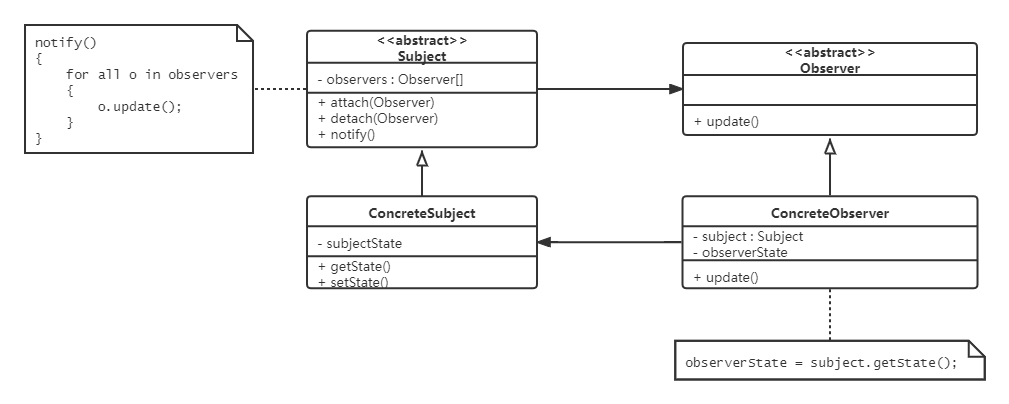 notify()
{
for all o in observers
{
o.update();
}
}
<<abstract>>
Subject
- observers : Observer[]
+ attach(Observer)
+ detach(Observer)
+ notify()
<<abstract>>
Observer
+ update()
ConcreteSubject
- subjectState
+ getState()
+ setState()
ConcreteObserver
- subject : Subject
- observerState
+ update()
observerState = subject.getState();